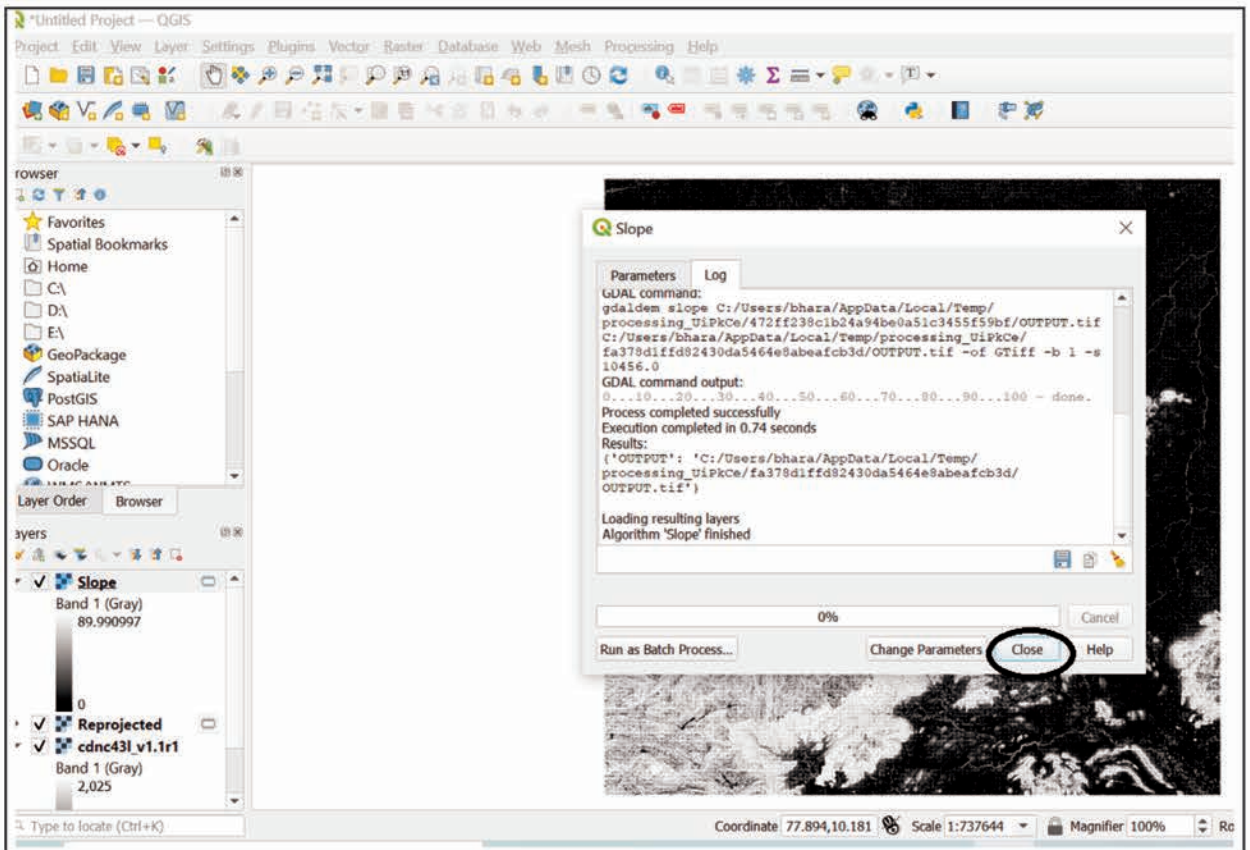 *Untitled Project — QGIS
Project Edit View Layer Settings Plugins Vector Raster Database Web Mesh Processing Help
rowser
Favorites
Spatial Bookmarks
Home
C:\
D:\
E:\
GeoPackage
SpatiaLite
PostGIS
SAP HANA
MSSQL
Oracle
Layer Order Browser
ayers
Slope
Band 1 (Gray)
89.990997
0
Reprojected
cdnc43l_v1.1r1
Band 1 (Gray)
2,025
Slope
Parameters Log
GDAL command:
gdaldem slope C:/Users/bhara/AppData/Local/Temp/
processing_UiPkCe/472ff238c1b24a94be0a51c3455f59bf/OUTPUT.tif
C:/Users/bhara/AppData/Local/Temp/processing_UiPkCe/
fa378d1ffd82430da5464e8abeafcb3d/OUTPUT.tif -of GTiff -b 1 -s
10456.0
GDAL command output:
0...10...20...30...40...50...60...70...80...90...100 - done.
Process completed successfully
Execution completed in 0.74 seconds
Results:
{'OUTPUT': 'C:/Users/bhara/AppData/Local/Temp/
processing_UiPkCe/fa378d1ffd82430da5464e8abeafcb3d/
OUTPUT.tif'}
Loading resulting layers
Algorithm 'Slope' finished
0% Cancel
Run as Batch Process... Change Parameters Close Help
Type to locate (Ctrl+K) Coordinate 77.894,10.181 Scale 1:737644 Magnifier 100% Ro